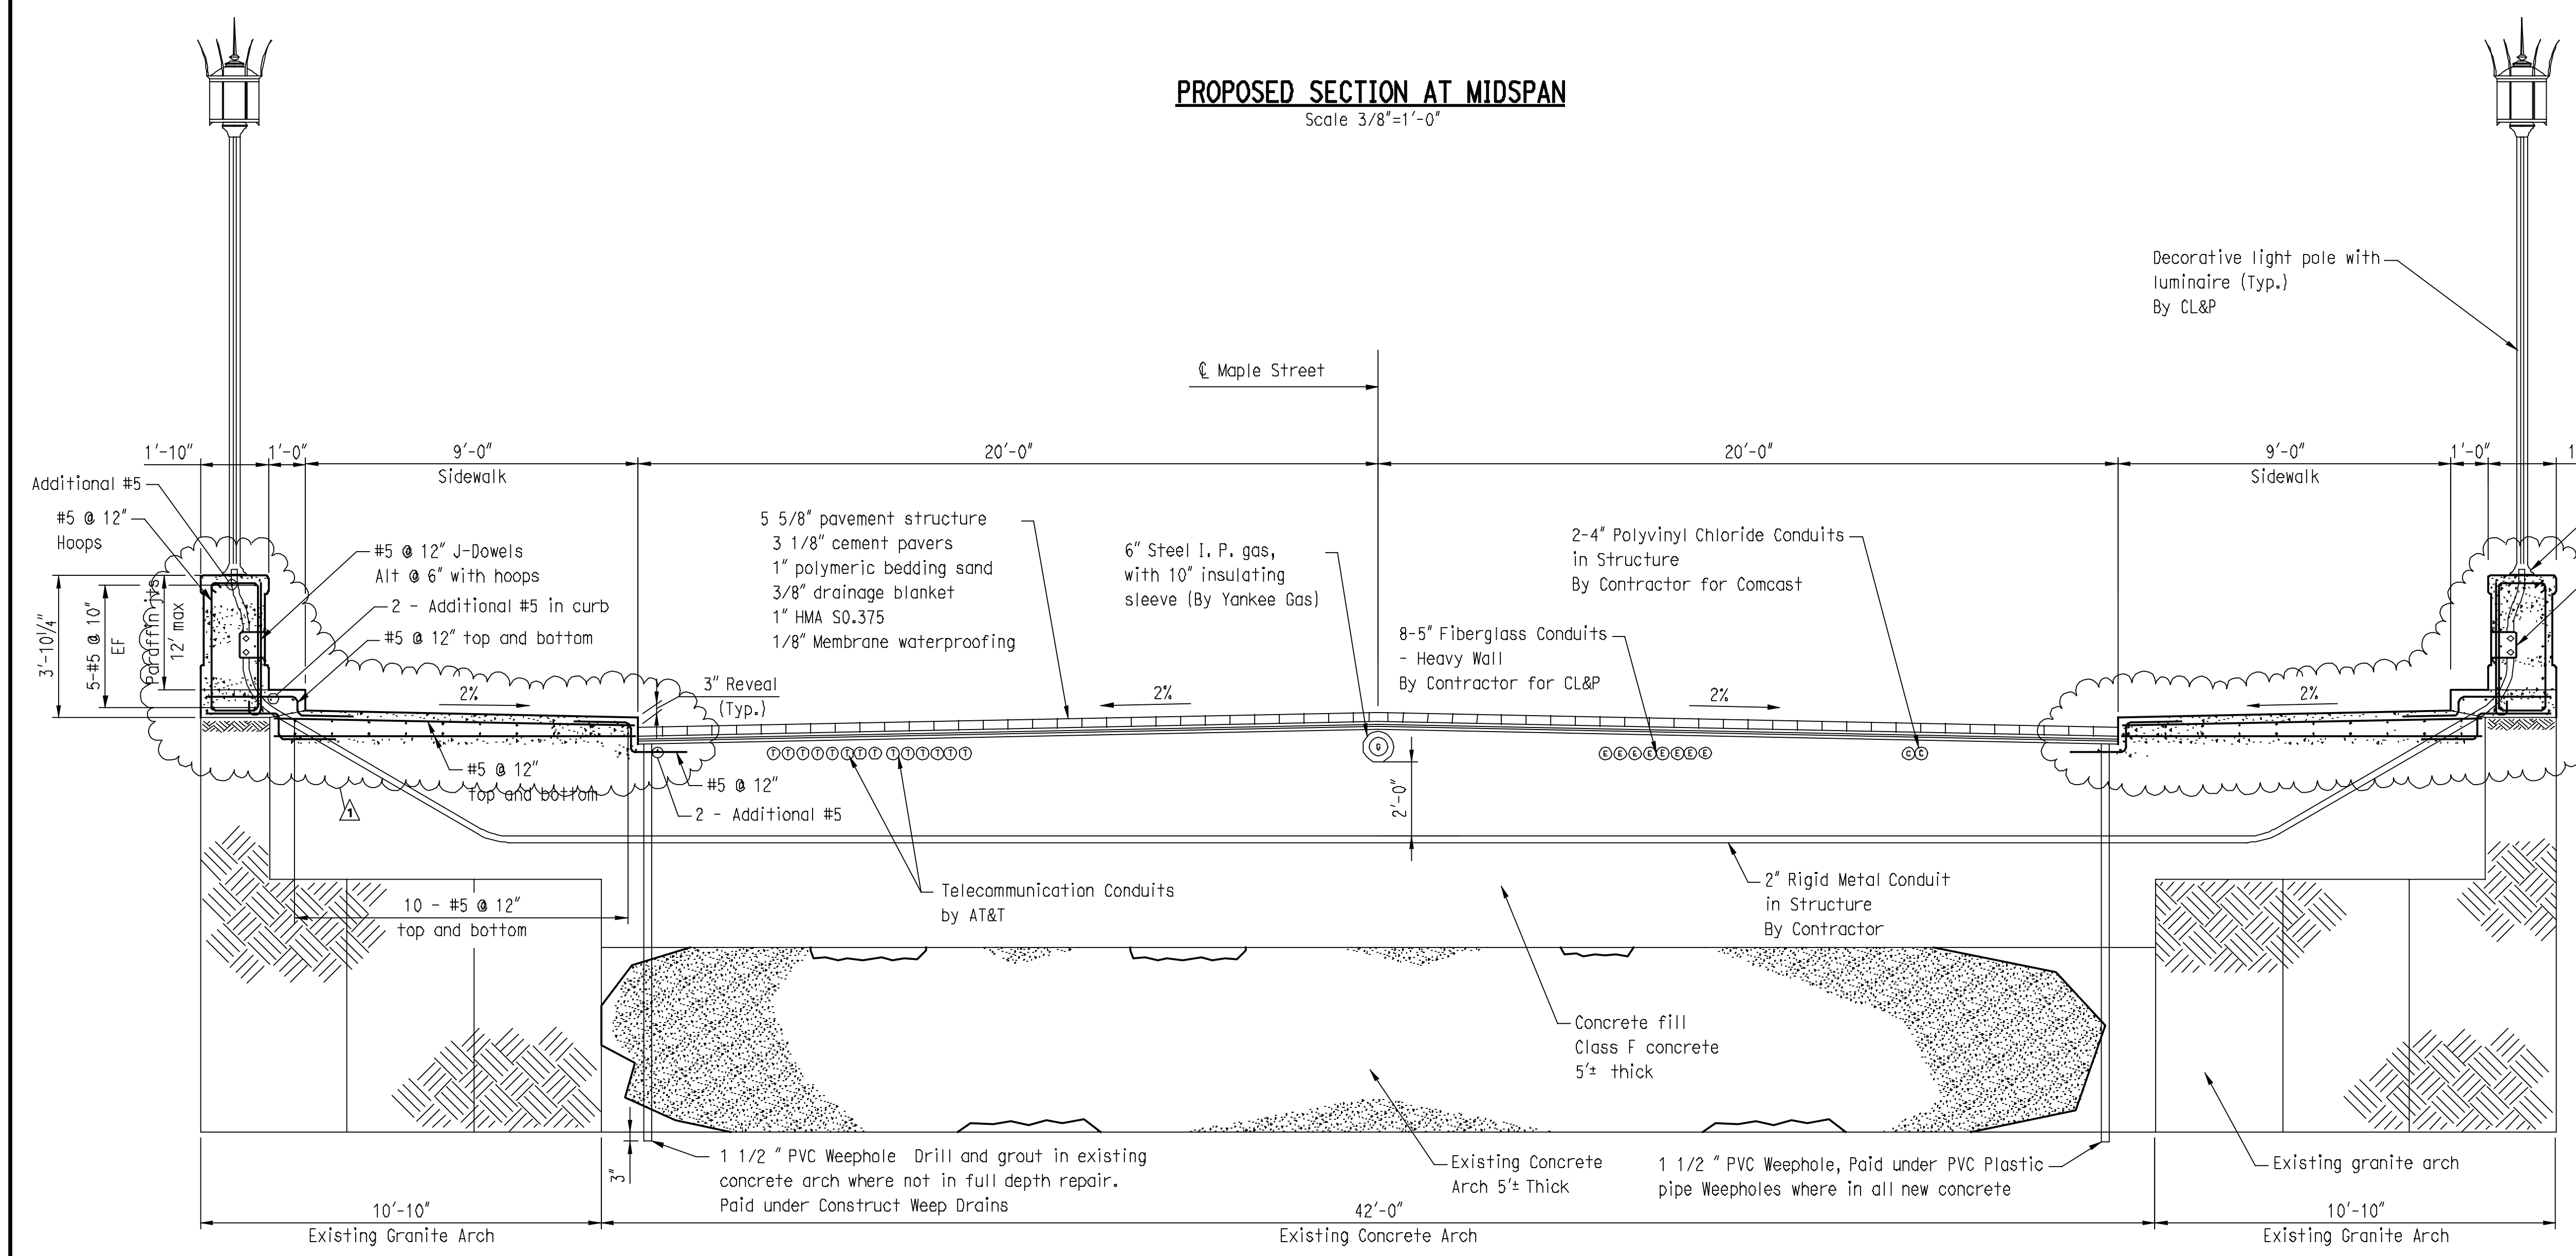 PROPOSED SECTION AT MIDSPAN
Scale 3/8"=1'-0"
Decorative light pole with
luminaire (Typ.)
By CL&P
℄ Maple Street
1'-10"
1'-0"
9'-0"
Sidewalk
20'-0"
20'-0"
9'-0"
Sidewalk
1'-0"
1
Additional #5
#5 @ 12"
Hoops
#5 @ 12" J-Dowels
Alt @ 6" with hoops
2 - Additional #5 in curb
#5 @ 12" top and bottom
3'-10¼"
5-#5 @ 10"
EF
Paraffin jts
12' max
5 5/8" pavement structure
3 1/8" cement pavers
1" polymeric bedding sand
3/8" drainage blanket
1" HMA S0.375
1/8" Membrane waterproofing
6" Steel I. P. gas,
with 10" insulating
sleeve (By Yankee Gas)
2-4" Polyvinyl Chloride Conduits
in Structure
By Contractor for Comcast
8-5" Fiberglass Conduits
- Heavy Wall
By Contractor for CL&P
2%
3" Reveal
(Typ.)
2%
2%
2%
T T T T T T T T T T T T T T
G
E E E E E E E E
C C
#5 @ 12"
top and bottom
1
#5 @ 12"
2 - Additional #5
2'-0"
Telecommunication Conduits
by AT&T
10 - #5 @ 12"
top and bottom
2" Rigid Metal Conduit
in Structure
By Contractor
Concrete fill
Class F concrete
5'± thick
3"
1 1/2 " PVC Weephole Drill and grout in existing
concrete arch where not in full depth repair.
Paid under Construct Weep Drains
Existing Concrete
Arch 5'± Thick
1 1/2 " PVC Weephole, Paid under PVC Plastic
pipe Weepholes where in all new concrete
Existing granite arch
10'-10"
Existing Granite Arch
42'-0"
Existing Concrete Arch
10'-10"
Existing Granite Arch